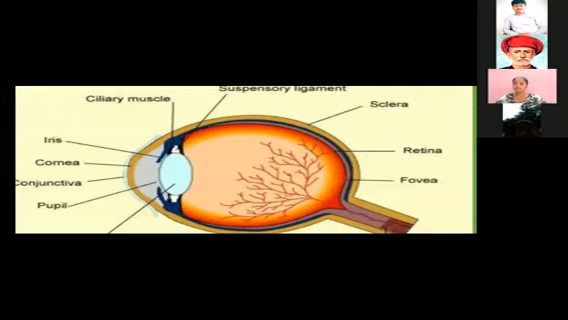 Suspensory ligament
Ciliary muscle
Sclera
Iris
Retina
Cornea
Conjunctiva
Fovea
Pupil